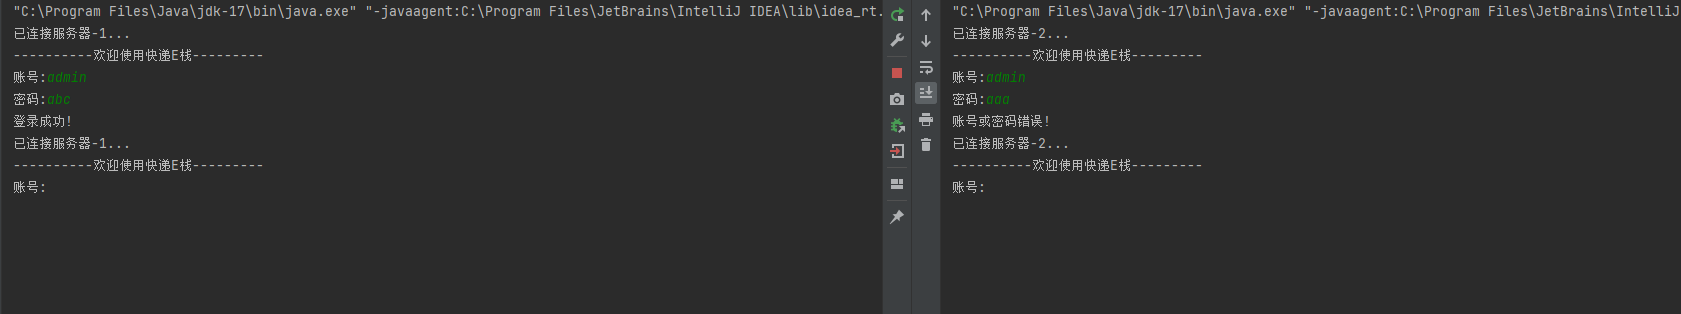 "C:\Program Files\Java\jdk-17\bin\java.exe" "-javaagent:C:\Program Files\JetBrains\IntelliJ IDEA\lib\idea_rt.
已连接服务器-1...
----------欢迎使用快递E栈---------
账号:admin
密码:abc
登录成功!
已连接服务器-1...
----------欢迎使用快递E栈---------
账号:
"C:\Program Files\Java\jdk-17\bin\java.exe" "-javaagent:C:\Program Files\JetBrains\IntelliJ
已连接服务器-2...
----------欢迎使用快递E栈---------
账号:admin
密码:aaa
账号或密码错误!
已连接服务器-2...
----------欢迎使用快递E栈---------
账号: